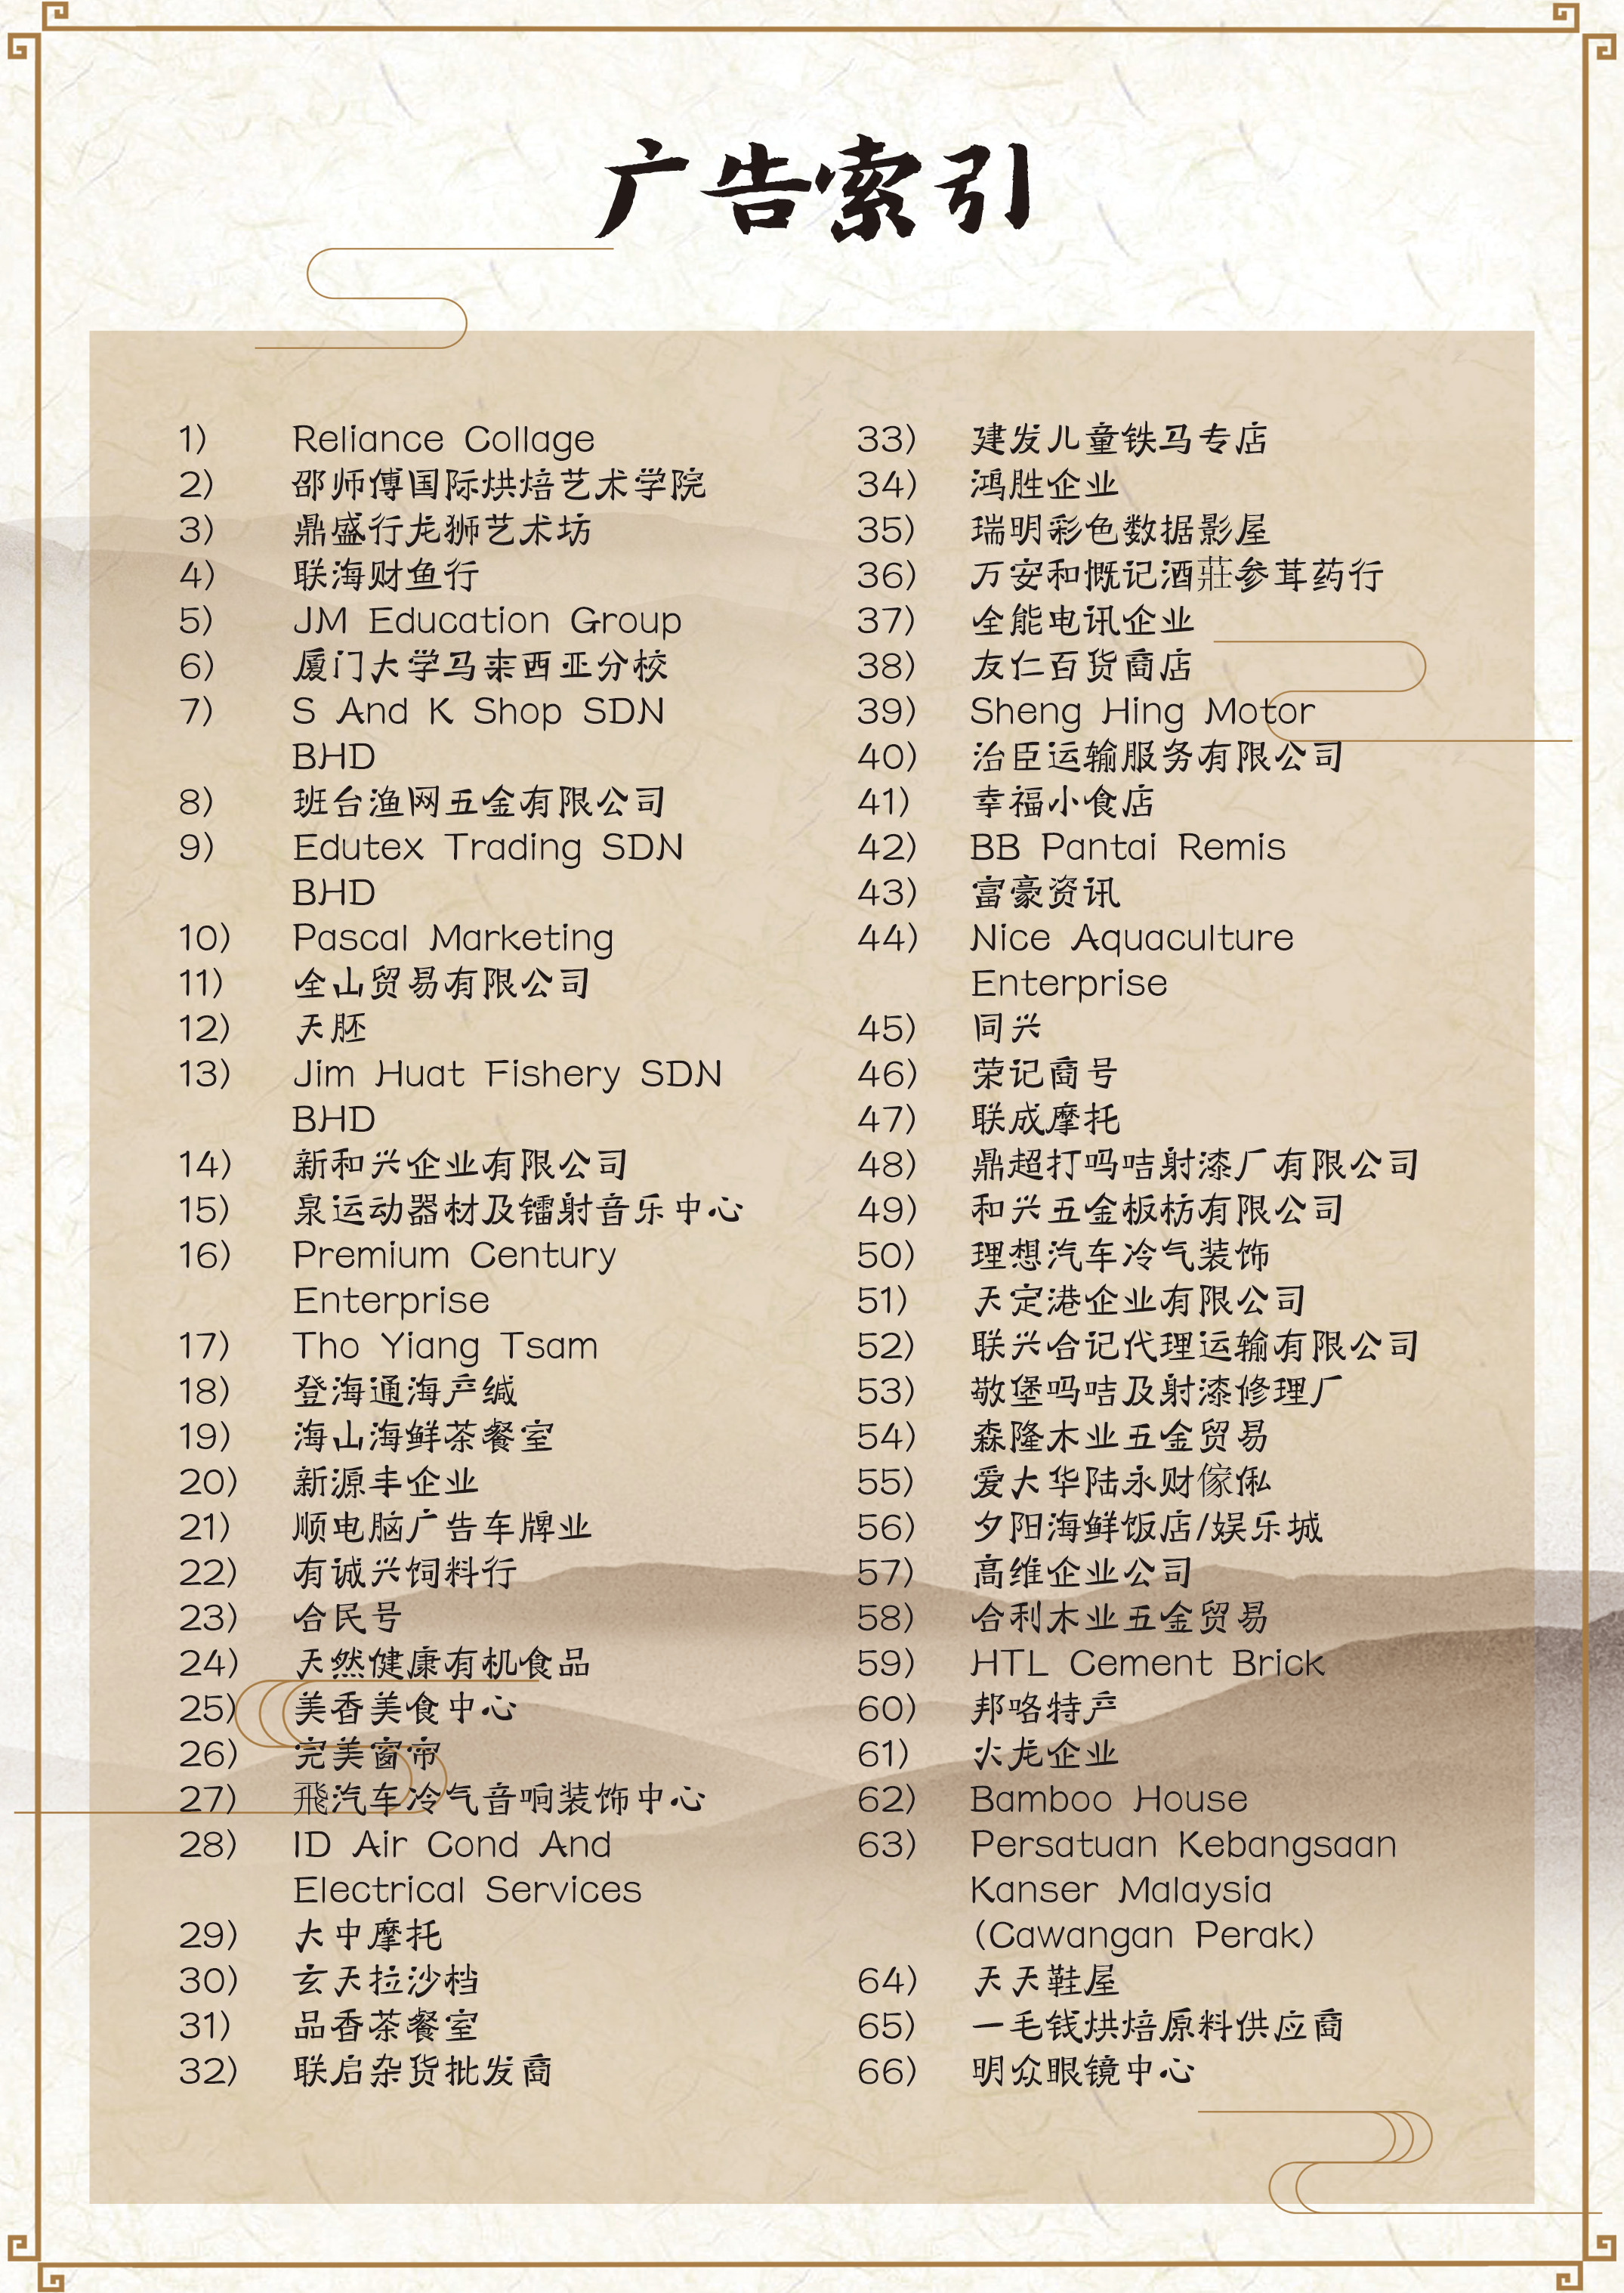 广告索引
1) Reliance Collage
2) 邵师傅国际烘焙艺术学院
3) 鼎盛行龙狮艺术坊
4) 联海财鱼行
5) JM Education Group
6) 厦门大学马来西亚分校
7) S And K Shop SDN
BHD
8) 班台渔网五金有限公司
9) Edutex Trading SDN
BHD
10) Pascal Marketing
11) 全山贸易有限公司
12) 天胚
13) Jim Huat Fishery SDN
BHD
14) 新和兴企业有限公司
15) 泉运动器材及镭射音乐中心
16) Premium Century
Enterprise
17) Tho Yiang Tsam
18) 登海通海产缄
19) 海山海鲜茶餐室
20) 新源丰企业
21) 顺电脑广告车牌业
22) 有诚兴饲料行
23) 合民号
24) 天然健康有机食品
25) 美香美食中心
26) 完美窗帘
27) 飛汽车冷气音响装饰中心
28) ID Air Cond And
Electrical Services
29) 大中摩托
30) 玄天拉沙档
31) 品香茶餐室
32) 联启杂货批发商
33) 建发儿童铁马专店
34) 鸿胜企业
35) 瑞明彩色数据影屋
36) 万安和慨记酒莊参茸药行
37) 全能电讯企业
38) 友仁百货商店
39) Sheng Hing Motor
40) 治臣运输服务有限公司
41) 幸福小食店
42) BB Pantai Remis
43) 富豪资讯
44) Nice Aquaculture
Enterprise
45) 同兴
46) 荣记商号
47) 联成摩托
48) 鼎超打吗咭射漆厂有限公司
49) 和兴五金板枋有限公司
50) 理想汽车冷气装饰
51) 天定港企业有限公司
52) 联兴合记代理运输有限公司
53) 敬堡吗咭及射漆修理厂
54) 森隆木业五金贸易
55) 爱大华陆永财傢俬
56) 夕阳海鲜饭店/娱乐城
57) 高维企业公司
58) 合利木业五金贸易
59) HTL Cement Brick
60) 邦咯特产
61) 火龙企业
62) Bamboo House
63) Persatuan Kebangsaan
Kanser Malaysia
(Cawangan Perak)
64) 天天鞋屋
65) 一毛钱烘焙原料供应商
66) 明众眼镜中心